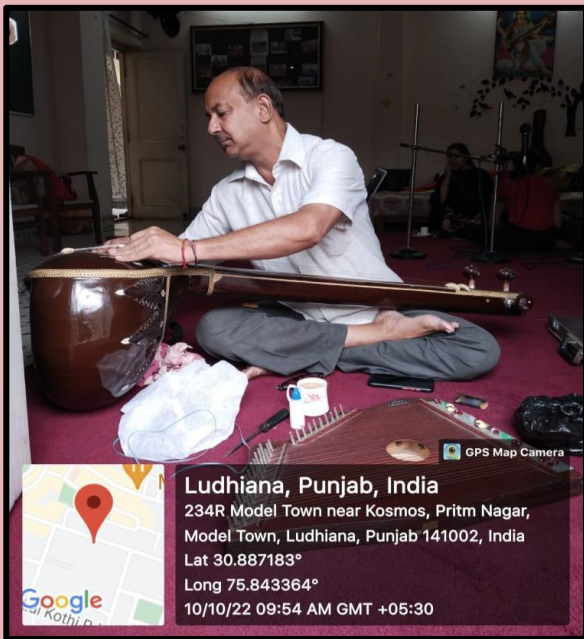 GPS Map Camera
Ludhiana, Punjab, India
234R Model Town near Kosmos, Pritm Nagar,
Model Town, Ludhiana, Punjab 141002, India
Lat 30.887183°
Long 75.843364°
10/10/22 09:54 AM GMT +05:30
Google
Kothi